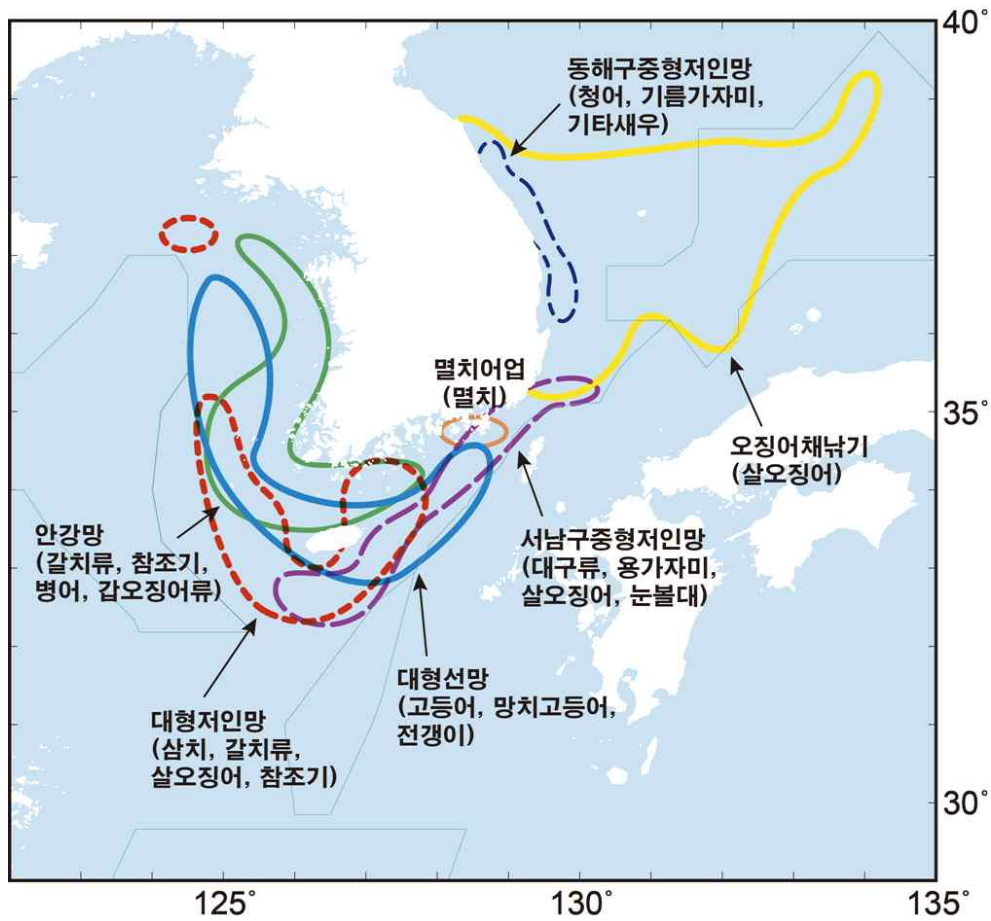 40˚
동해구중형저인망
(청어, 기름가자미,
기타새우)
멸치어업
(멸치)
35˚
오징어채낚기
(살오징어)
안강망
(갈치류, 참조기,
병어, 갑오징어류)
서남구중형저인망
(대구류, 용가자미,
살오징어, 눈볼대)
대형선망
(고등어, 망치고등어,
전갱이)
대형저인망
(삼치, 갈치류,
살오징어, 참조기)
30˚
125˚
130˚
135˚